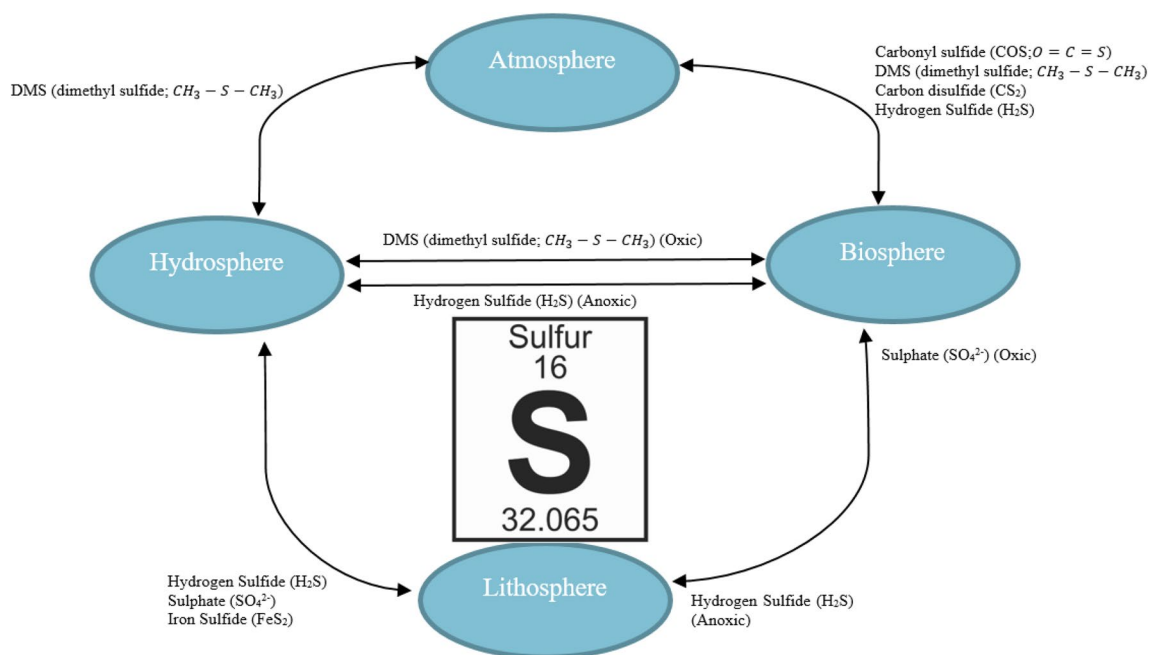 Atmosphere
DMS (dimethyl sulfide; CH₃ − S − CH₃)
Carbonyl sulfide (COS;O = C = S)
DMS (dimethyl sulfide; CH₃ − S − CH₃)
Carbon disulfide (CS₂)
Hydrogen Sulfide (H₂S)
Hydrosphere
DMS (dimethyl sulfide; CH₃ − S − CH₃) (Oxic)
Biosphere
Hydrogen Sulfide (H₂S) (Anoxic)
Sulfur
16
S
32.065
Sulphate (SO₄²⁻) (Oxic)
Hydrogen Sulfide (H₂S)
Sulphate (SO₄²⁻)
Iron Sulfide (FeS₂)
Lithosphere
Hydrogen Sulfide (H₂S)
(Anoxic)